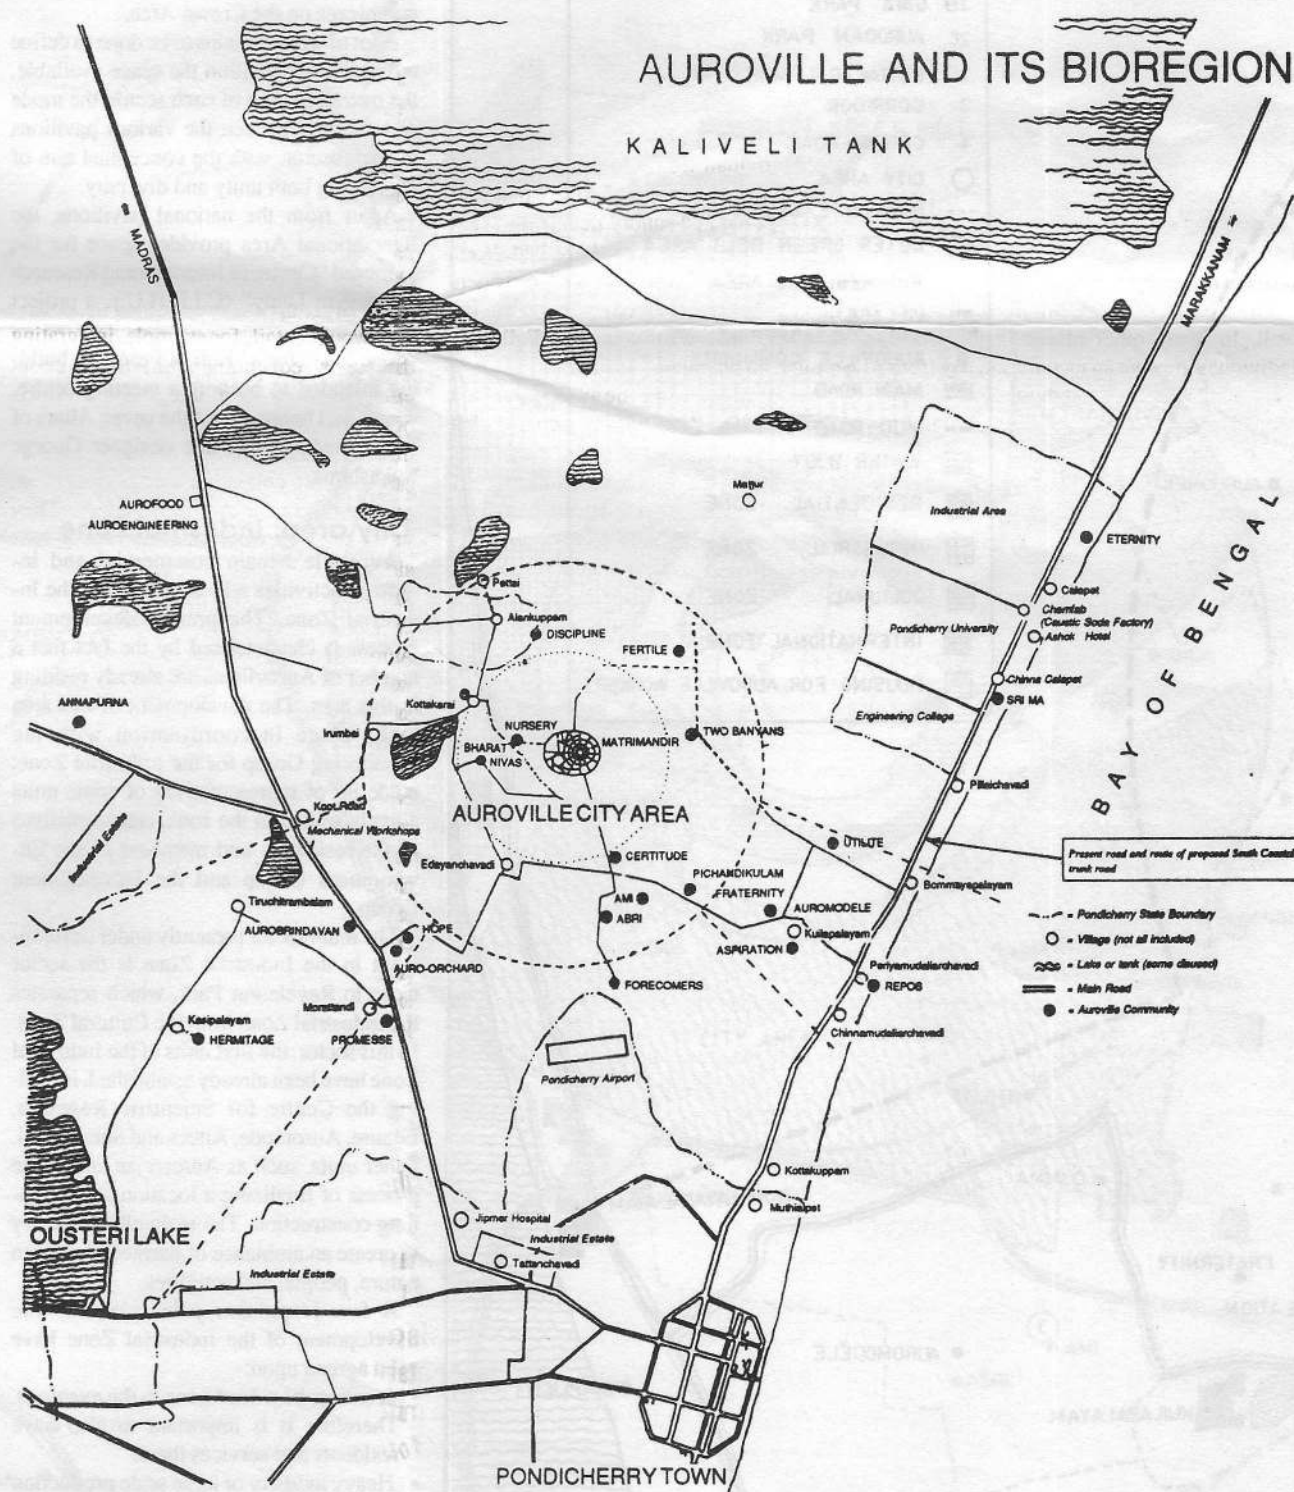 AUROVILLE AND ITS BIOREGION
KALIVELI TANK
MADRAS
MARAKKANAM
AUROFOOD
AUROENGINEERING
Mattur
Industrial Area
ETERNITY
Calapet
Chemfab
(Caustic Soda Factory)
Ashok Hotel
Pondicherry University
Chinna Calapet
SRI MA
Engineering College
BAY OF BENGAL
Pettai
Alankuppam
DISCIPLINE
FERTILE
ANNAPURNA
Kottakarai
Irumbai
NURSERY
BHARAT
NIVAS
MATRIMANDIR
TWO BANYANS
Pillaichavadi
AUROVILLE CITY AREA
Koot Road
Mechanical Workshops
Industrial Estate
Edayanchavadi
CERTITUDE
UTILITE
Present road and route of proposed South Coastal
trunk road
PICHANDIKULAM
FRATERNITY
Bommayapalayam
Tiruchitrambalam
AMI
ABRI
AUROMODELE
AUROBRINDAVAN
HOPE
Kuilapalayam
ASPIRATION
AURO-ORCHARD
FORECOMERS
Periyamudaliarchavadi
REPOS
Morattandi
Chinnamudaliarchavadi
Kasipalayam
HERMITAGE
PROMESSE
= Pondicherry State Boundary
= Village (not all included)
= Lake or tank (some disused)
= Main Road
= Auroville Community
Pondicherry Airport
Kottakuppam
Muthialpet
OUSTERI LAKE
Jipmer Hospital
Industrial Estate
Tattanchavadi
Industrial Estate
PONDICHERRY TOWN